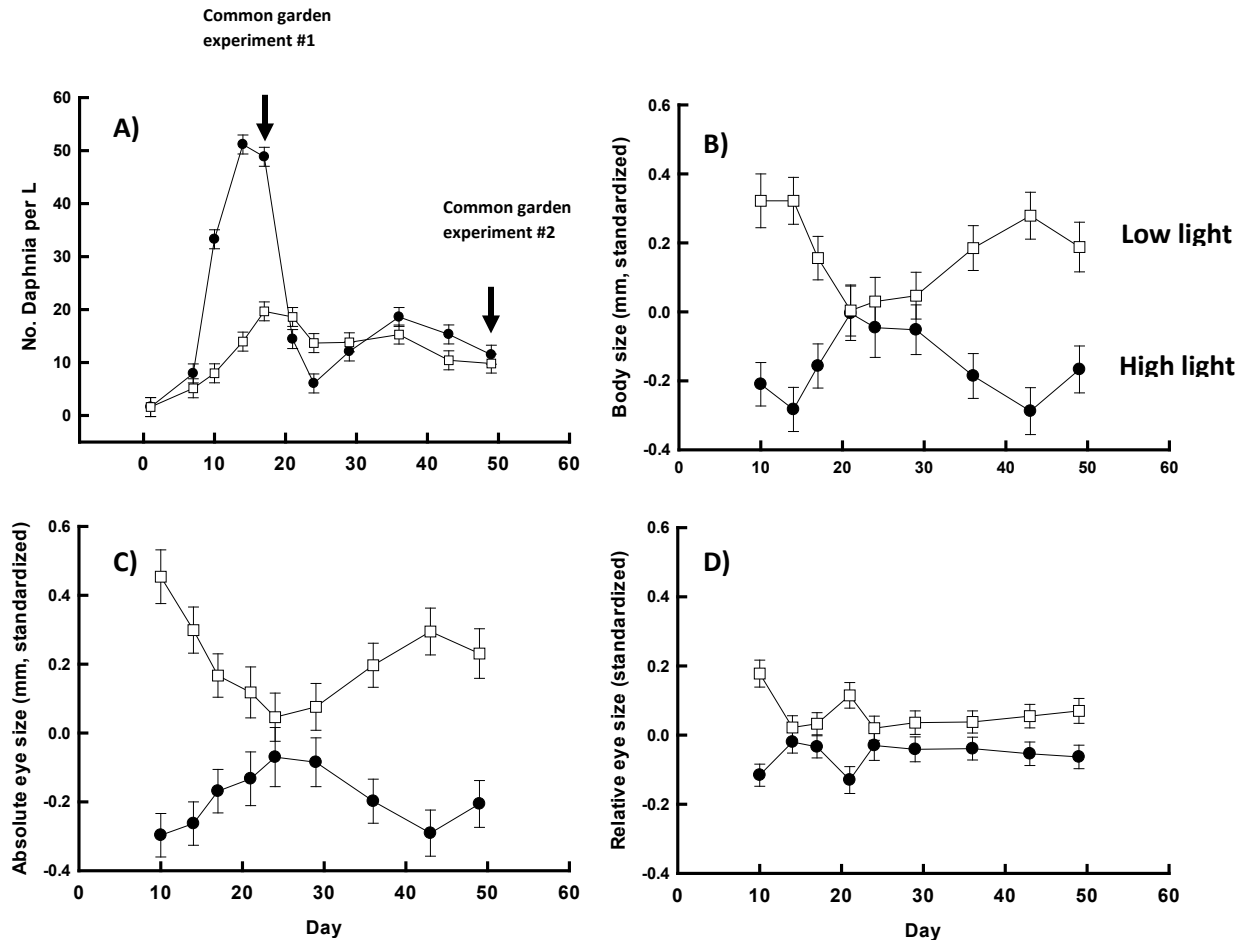 Common garden
experiment #1
A)
No. Daphnia per L
60
50
40
30
20
10
0
0 10 20 30 40 50 60
Common garden
experiment #2
B)
Body size (mm, standardized)
0.6
0.4
0.2
0.0
-0.2
-0.4
0 10 20 30 40 50 60
Low light
High light
C)
Absolute eye size (mm, standardized)
0.6
0.4
0.2
0.0
-0.2
-0.4
0 10 20 30 40 50 60
Day
D)
Relative eye size (standardized)
0.6
0.4
0.2
0.0
-0.2
-0.4
0 10 20 30 40 50 60
Day